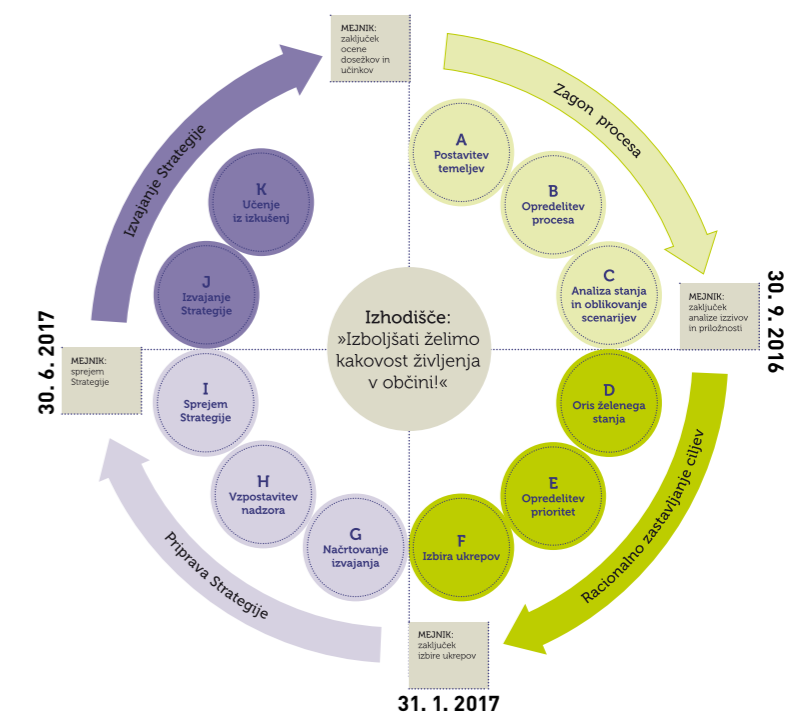 MEJNIK:
zaključek
ocene
dosežkov in
učinkov
Zagon procesa
A
Postavitev
temeljev
B
Opredelitev
procesa
C
Analiza stanja
in oblikovanje
scenarijev
MEJNIK:
zaključek
analize izzivov
in priložnosti
30. 9. 2016
Izhodišče:
»Izboljšati želimo
kakovost življenja
v občini!«
D
Oris želenega
stanja
E
Opredelitev
prioritet
F
Izbira ukrepov
Racionalno zastavljanje ciljev
MEJNIK:
zaključek
izbire ukrepov
31. 1. 2017
G
Načrtovanje
izvajanja
H
Vzpostavitev
nadzora
I
Sprejem
Strategije
Priprava Strategije
MEJNIK:
sprejem
Strategije
30. 6. 2017
J
Izvajanje
Strategije
K
Učenje
iz izkušenj
Izvajanje Strategije